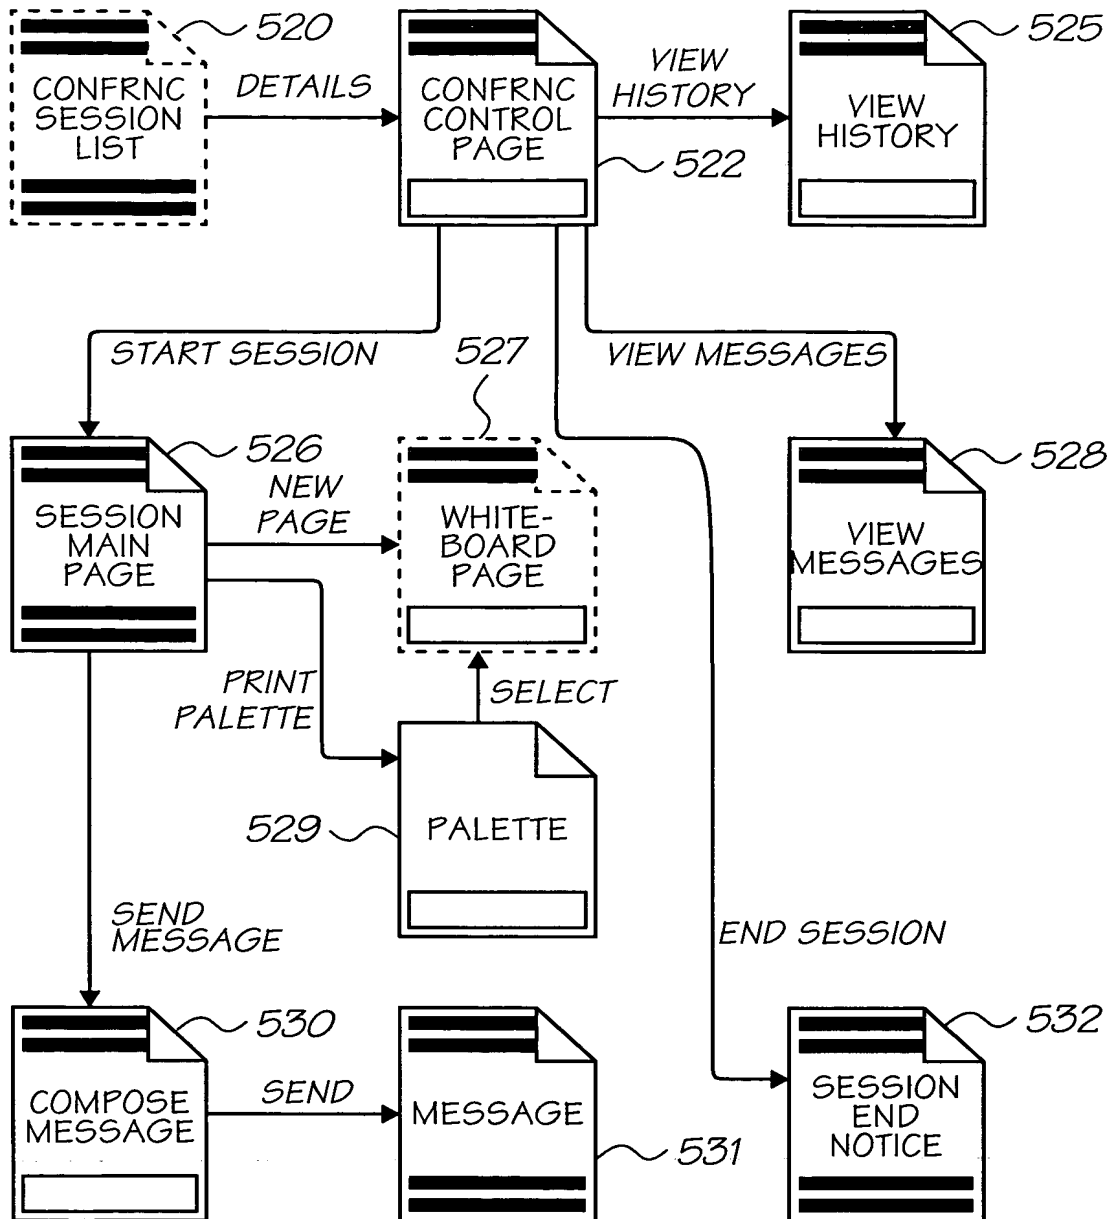 520
CONFRNC
SESSION
LIST
DETAILS
CONFRNC
CONTROL
PAGE
522
VIEW
HISTORY
525
VIEW
HISTORY
START SESSION
527
VIEW MESSAGES
526
SESSION
MAIN
PAGE
NEW
PAGE
WHITE-
BOARD
PAGE
528
VIEW
MESSAGES
PRINT
PALETTE
SELECT
529
PALETTE
SEND
MESSAGE
END SESSION
530
COMPOSE
MESSAGE
SEND
MESSAGE
531
532
SESSION
END
NOTICE